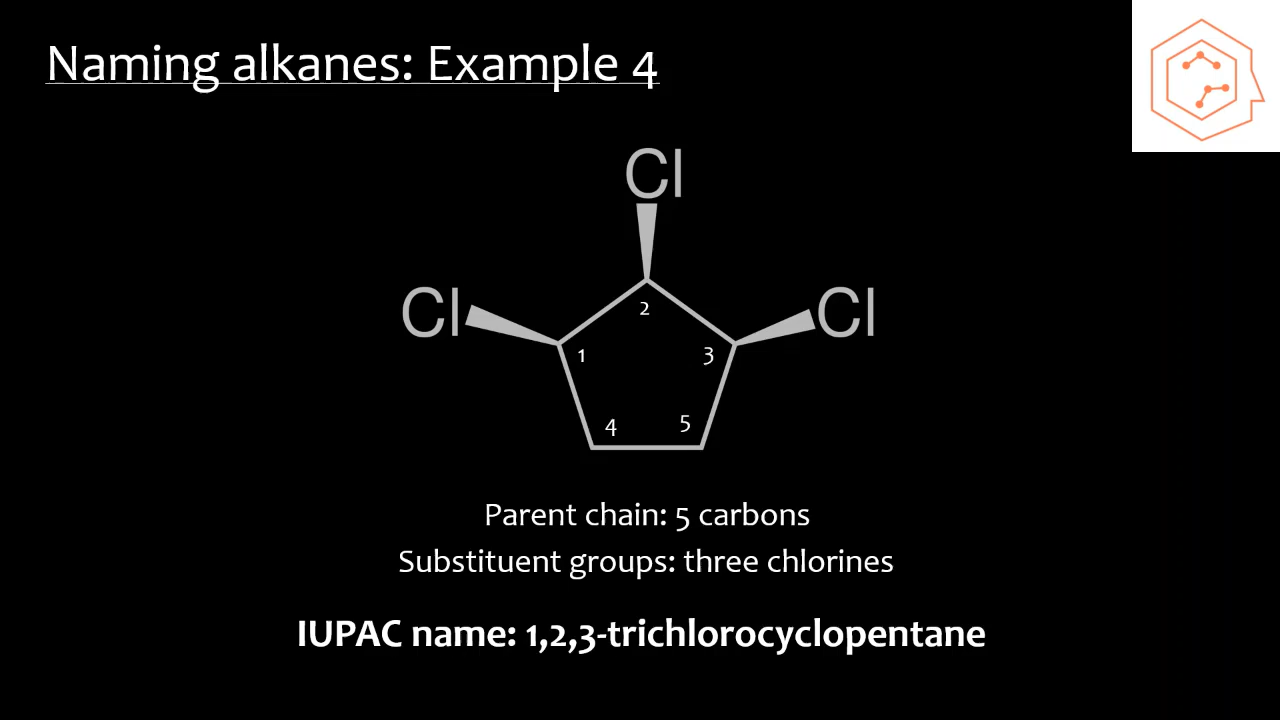 Naming alkanes: Example 4
Cl
Cl
Cl
2
1
3
4
5
Parent chain: 5 carbons
Substituent groups: three chlorines
IUPAC name: 1,2,3-trichlorocyclopentane